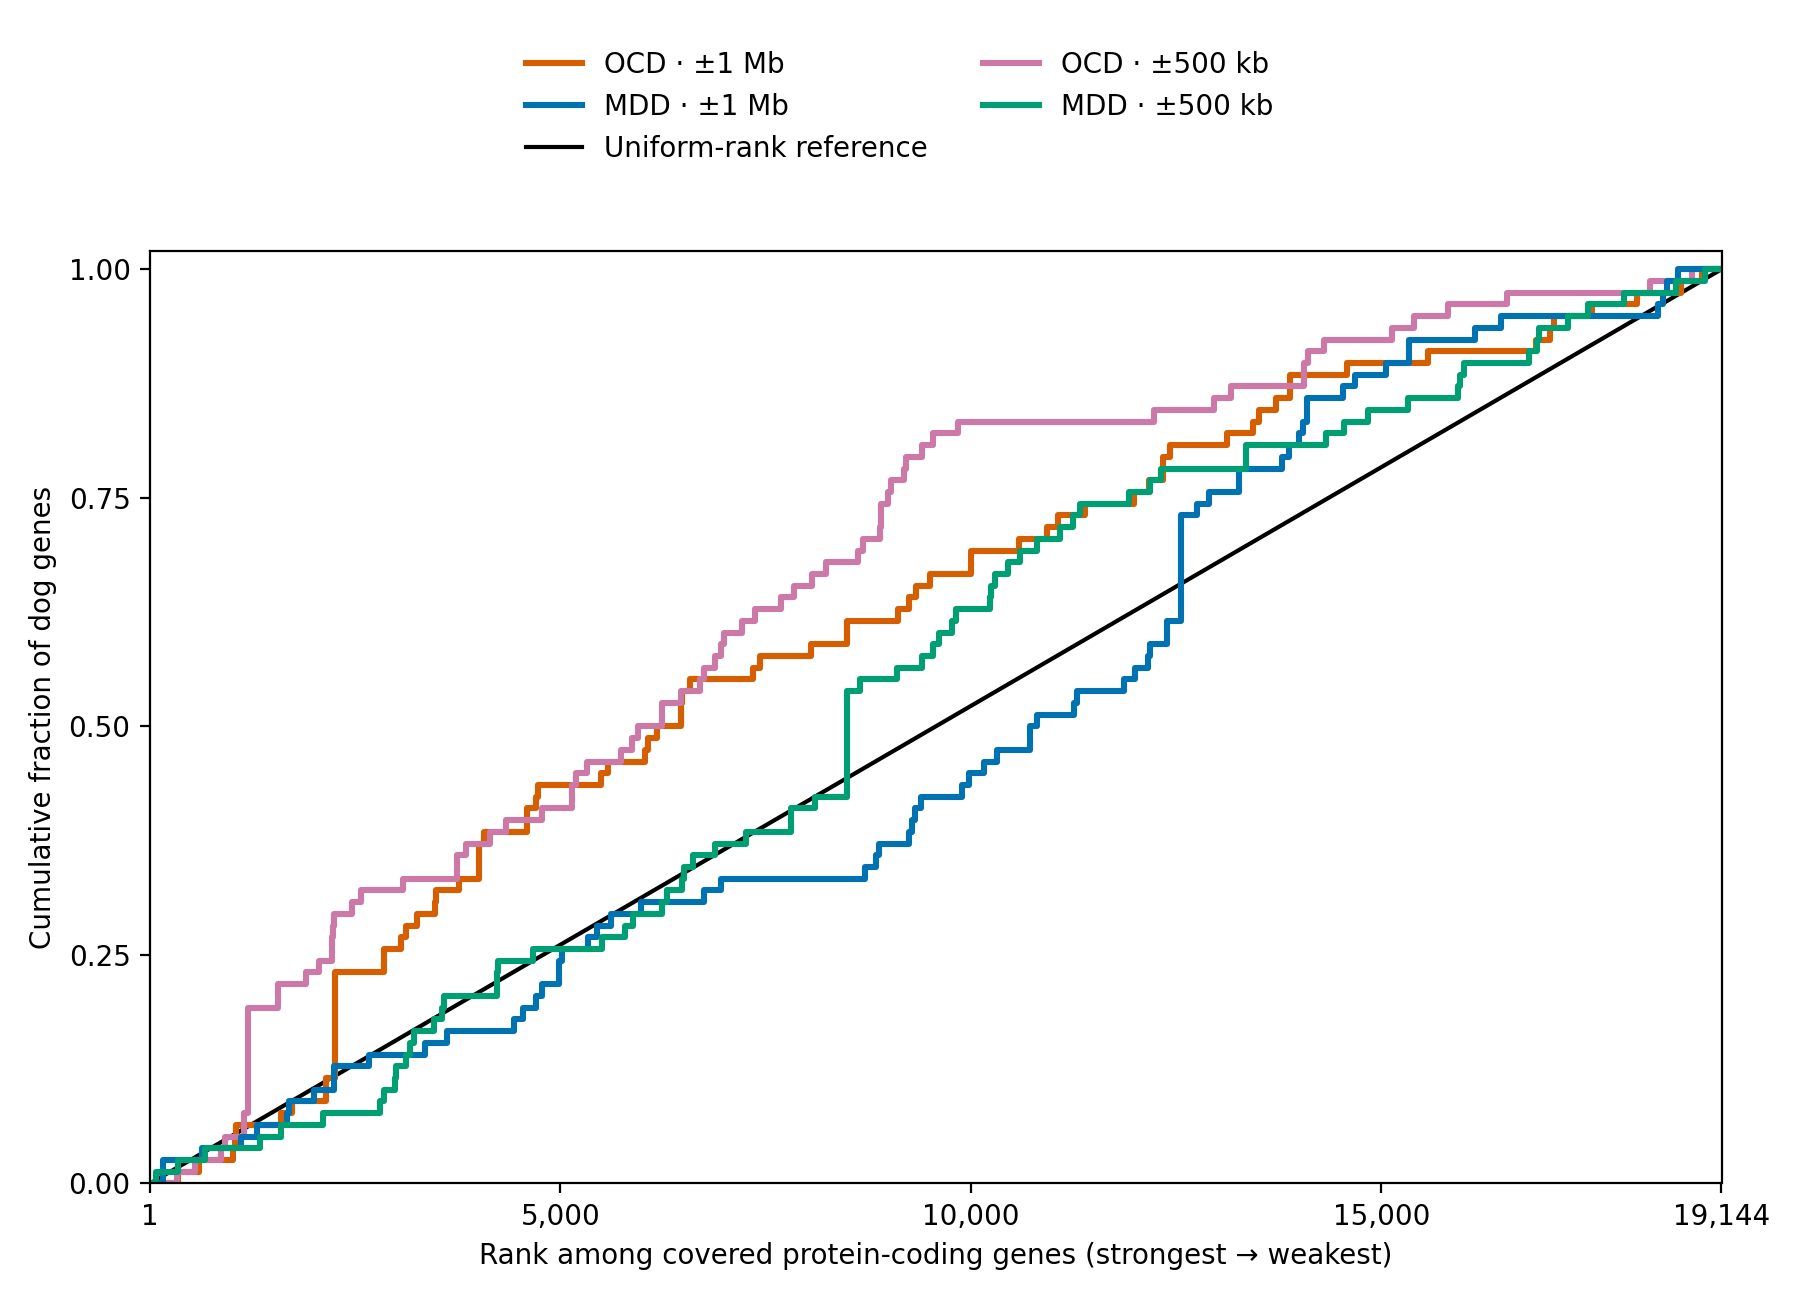 OCD · ±1 Mb
MDD · ±1 Mb
Uniform-rank reference
OCD · ±500 kb
MDD · ±500 kb
1.00
0.75
0.50
0.25
0.00
Cumulative fraction of dog genes
1
5,000
10,000
15,000
19,144
Rank among covered protein-coding genes (strongest → weakest)